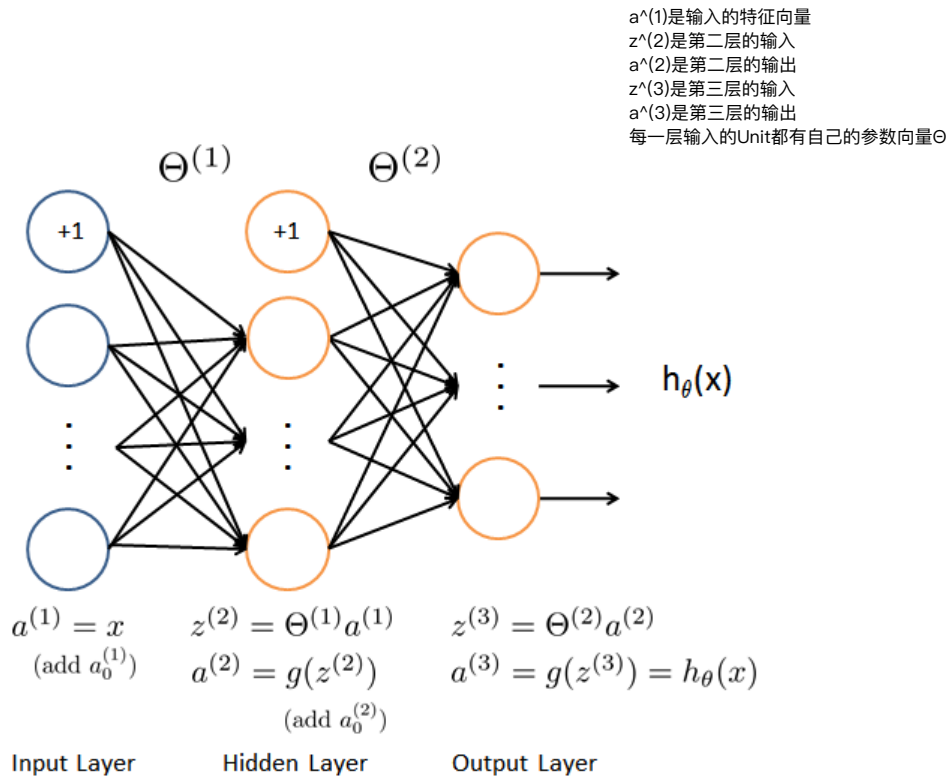 a^(1)是输入的特征向量
z^(2)是第二层的输入
a^(2)是第二层的输出
z^(3)是第三层的输入
a^(3)是第三层的输出
每一层输入的Unit都有自己的参数向量Θ
Θ^{(1)} Θ^{(2)}
+1 +1
h_θ(x)
a^{(1)} = x z^{(2)} = Θ^{(1)}a^{(1)} z^{(3)} = Θ^{(2)}a^{(2)}
(add a_0^{(1)}) a^{(2)} = g(z^{(2)}) a^{(3)} = g(z^{(3)}) = h_θ(x)
(add a_0^{(2)})
Input Layer Hidden Layer Output Layer